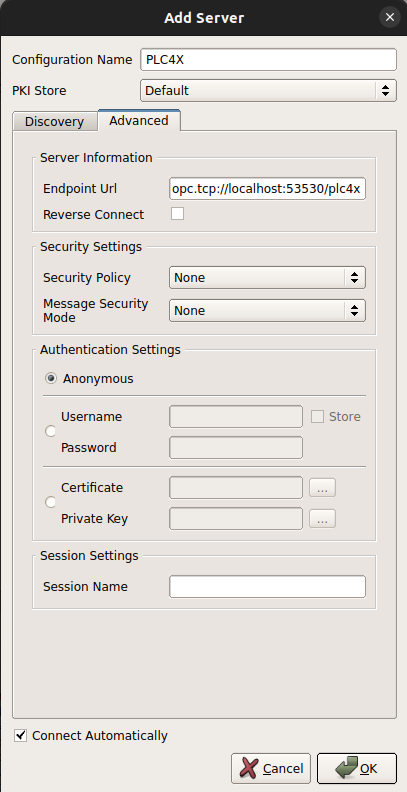 Add Server
Configuration Name PLC4X
PKI Store Default
Discovery Advanced
Server Information
Endpoint Url opc.tcp://localhost:53530/plc4x
Reverse Connect
Security Settings
Security Policy None
Message Security
Mode None
Authentication Settings
Anonymous
Username Store
Password
Certificate ...
Private Key ...
Session Settings
Session Name
Connect Automatically
Cancel OK